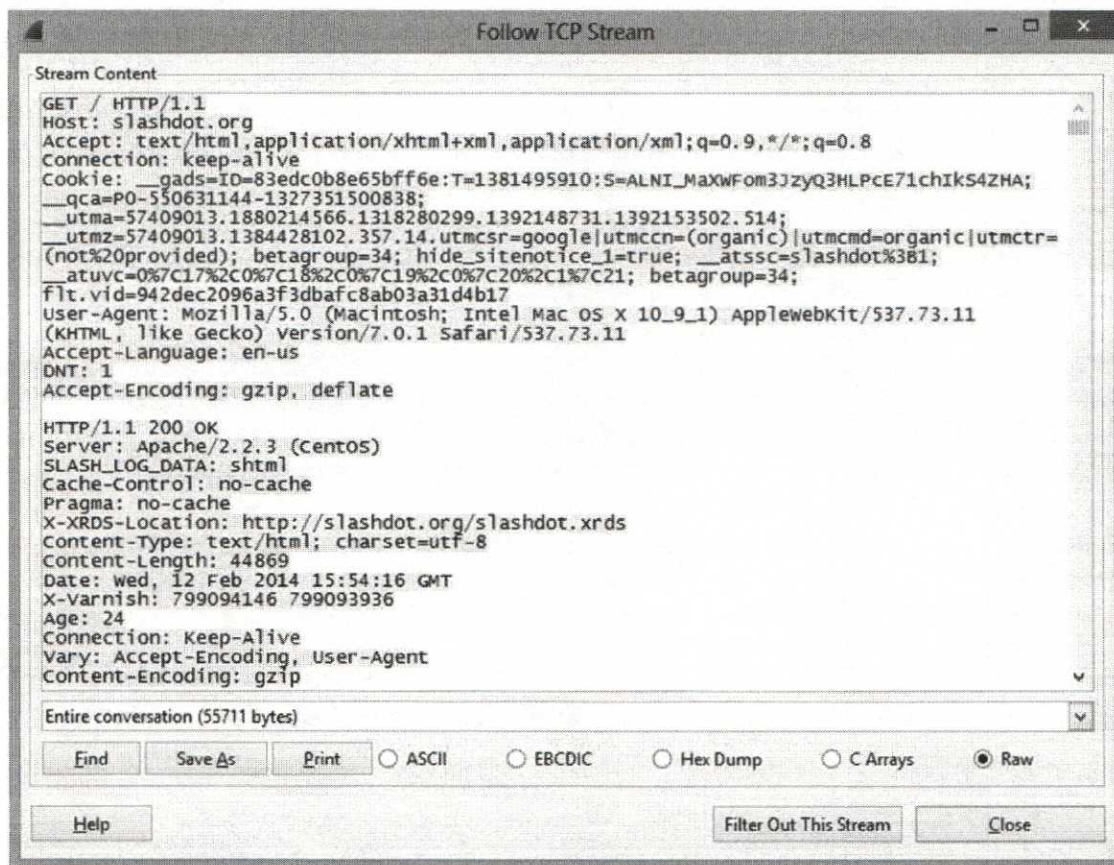 Follow TCP Stream
Stream Content
GET / HTTP/1.1
Host: slashdot.org
Accept: text/html,application/xhtml+xml,application/xml;q=0.9,*/*;q=0.8
Connection: keep-alive
Cookie: __gads=ID=83edc0b8e65bff6e:T=1381495910:S=ALNI_MaXWFom3JzyQ3HLPcE71chIkS4ZHA;
__qca=P0-550631144-1327351500838;
__utma=57409013.1880214566.1318280299.1392148731.1392153502.514;
__utmz=57409013.1384428102.357.14.utmcsr=google|utmccn=(organic)|utmcmd=organic|utmctr=
(not%20provided); betagroup=34; hide_sitenotice_1=true; __atssc=slashdot%3B1;
__atuvc=0%7C17%2C0%7C18%2C0%7C19%2C0%7C20%2C1%7C21; betagroup=34;
flt.vid=942dec2096a3f3dbafc8ab03a31d4b17
User-Agent: Mozilla/5.0 (Macintosh; Intel Mac OS X 10_9_1) AppleWebKit/537.73.11
(KHTML, like Gecko) Version/7.0.1 Safari/537.73.11
Accept-Language: en-us
DNT: 1
Accept-Encoding: gzip, deflate
HTTP/1.1 200 OK
Server: Apache/2.2.3 (CentOS)
SLASH_LOG_DATA: shtml
Cache-Control: no-cache
Pragma: no-cache
X-XRDS-Location: http://slashdot.org/slashdot.xrds
Content-Type: text/html; charset=utf-8
Content-Length: 44869
Date: Wed, 12 Feb 2014 15:54:16 GMT
X-Varnish: 799094146 799093936
Age: 24
Connection: Keep-Alive
Vary: Accept-Encoding, User-Agent
Content-Encoding: gzip
Entire conversation (55711 bytes)
Find Save As Print ASCII EBCDIC Hex Dump C Arrays Raw
Help Filter Out This Stream Close